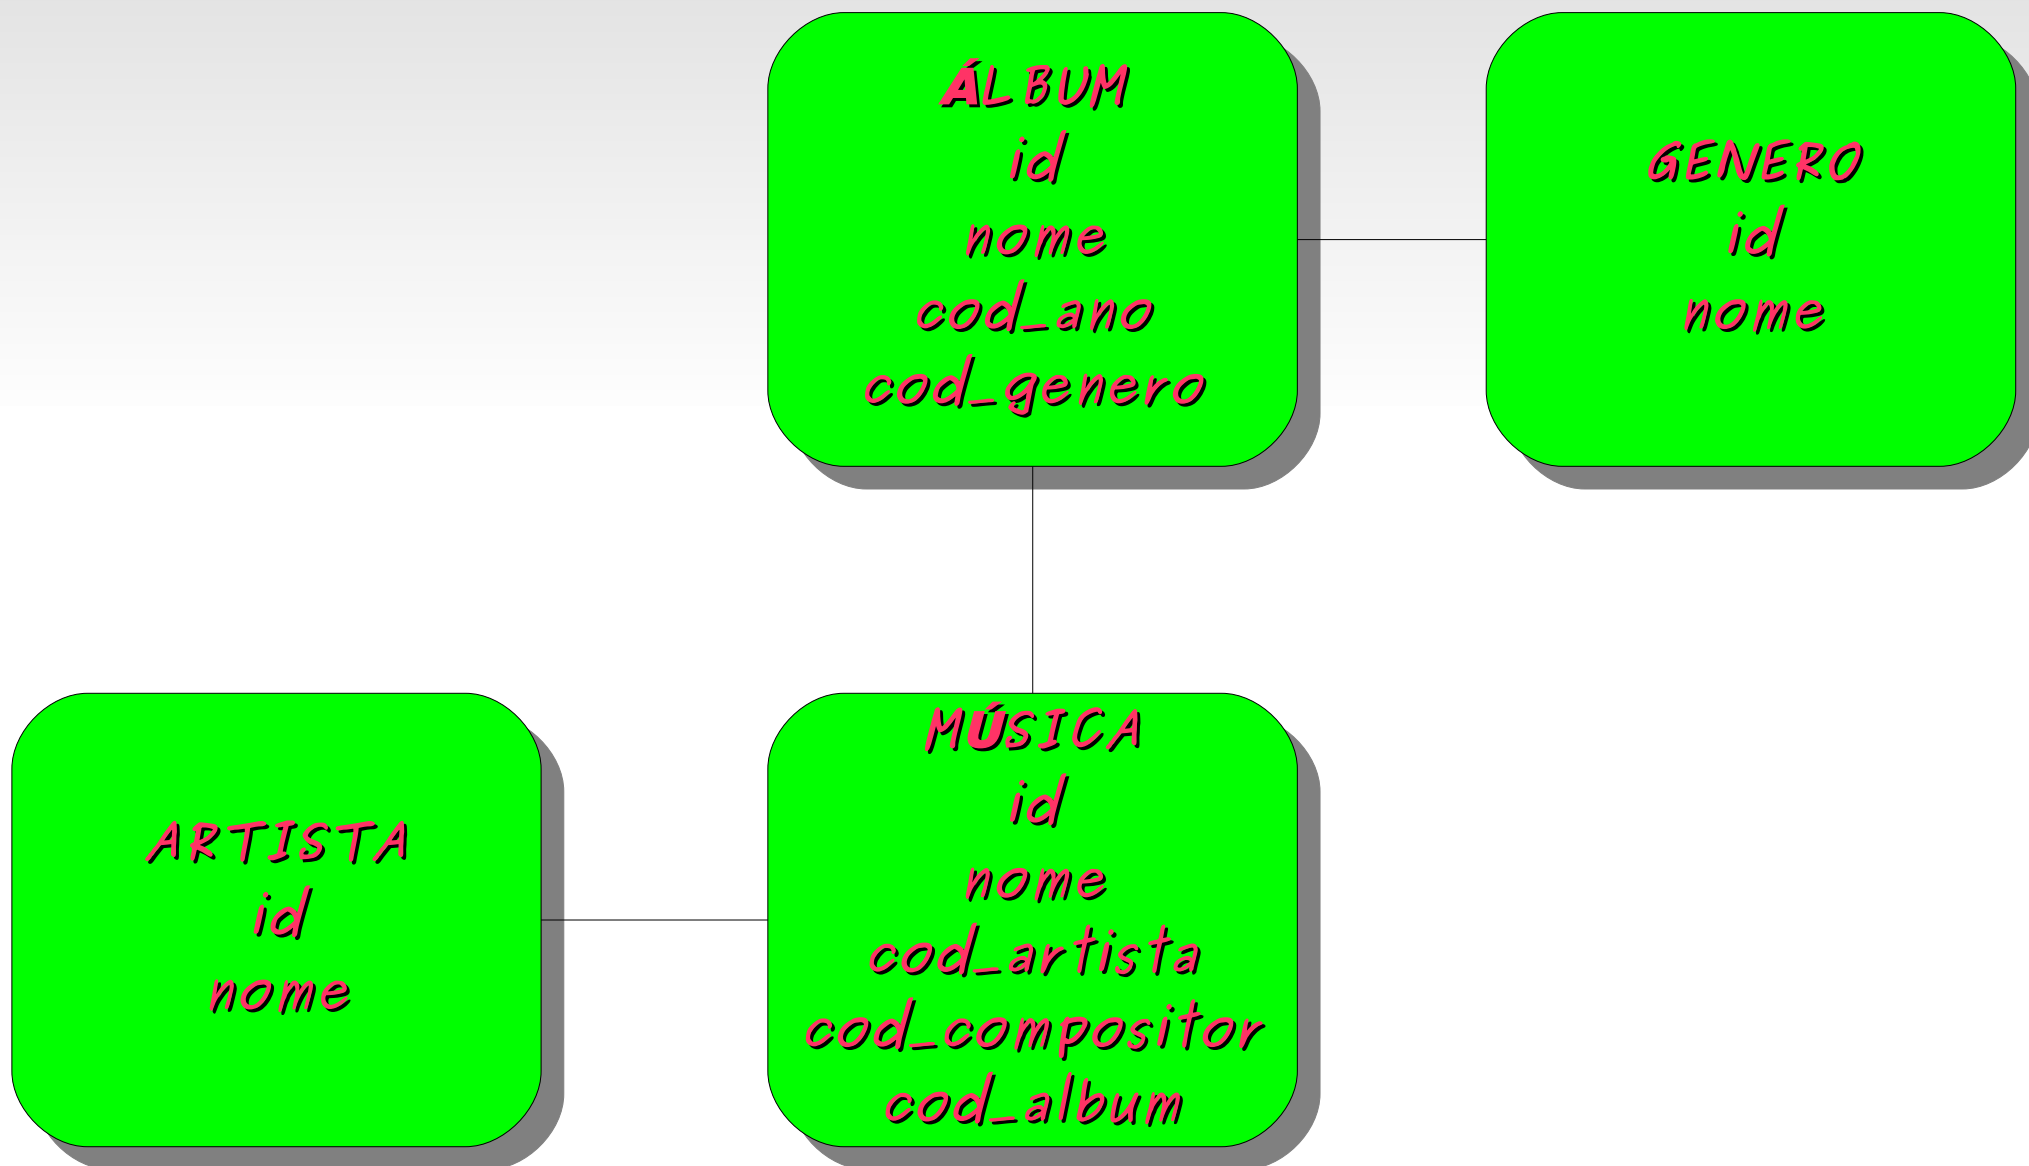 ÁLBUM
id
nome
cod_ano
cod_genero
GENERO
id
nome
ARTISTA
id
nome
MÚSICA
id
nome
cod_artista
cod_compositor
cod_album